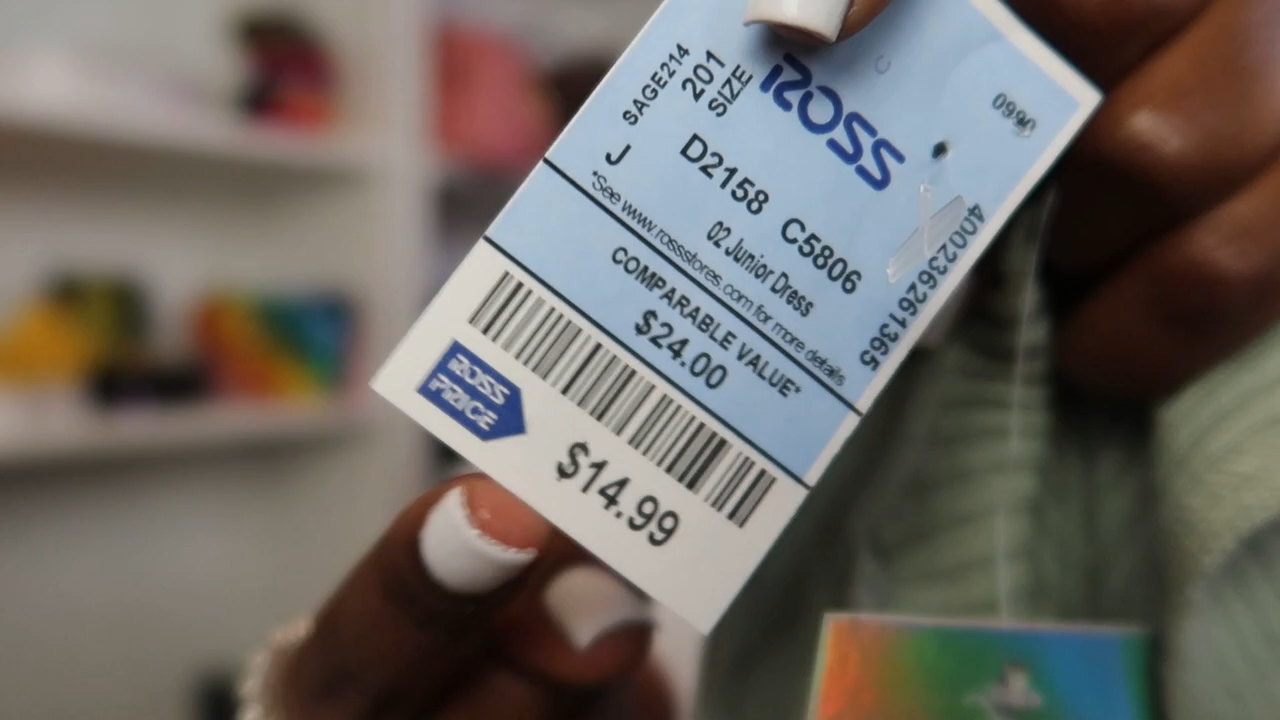 ROSS
0990
SAGE214
201
SIZE
J
D2158 C5806
02 Junior Dress
*See www.rossstores.com for more details
400236261365
COMPARABLE VALUE*
$24.00
ROSS
PRICE
$14.99